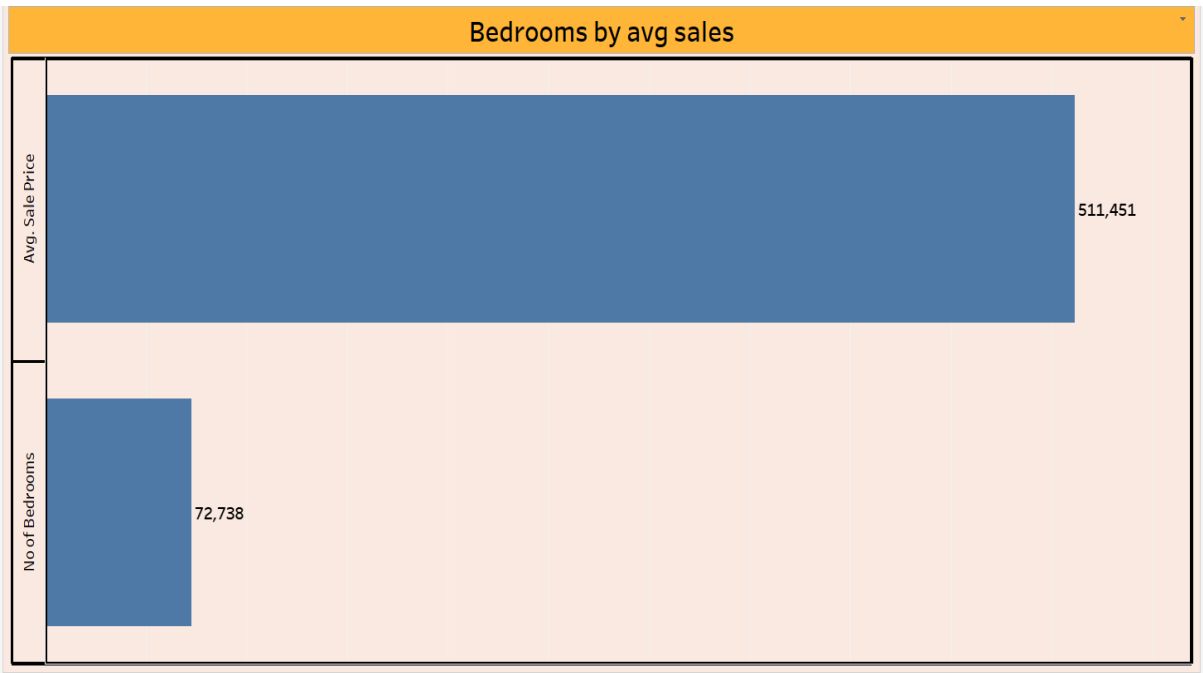 Bedrooms by avg sales
Avg. Sale Price
511,451
No of Bedrooms
72,738